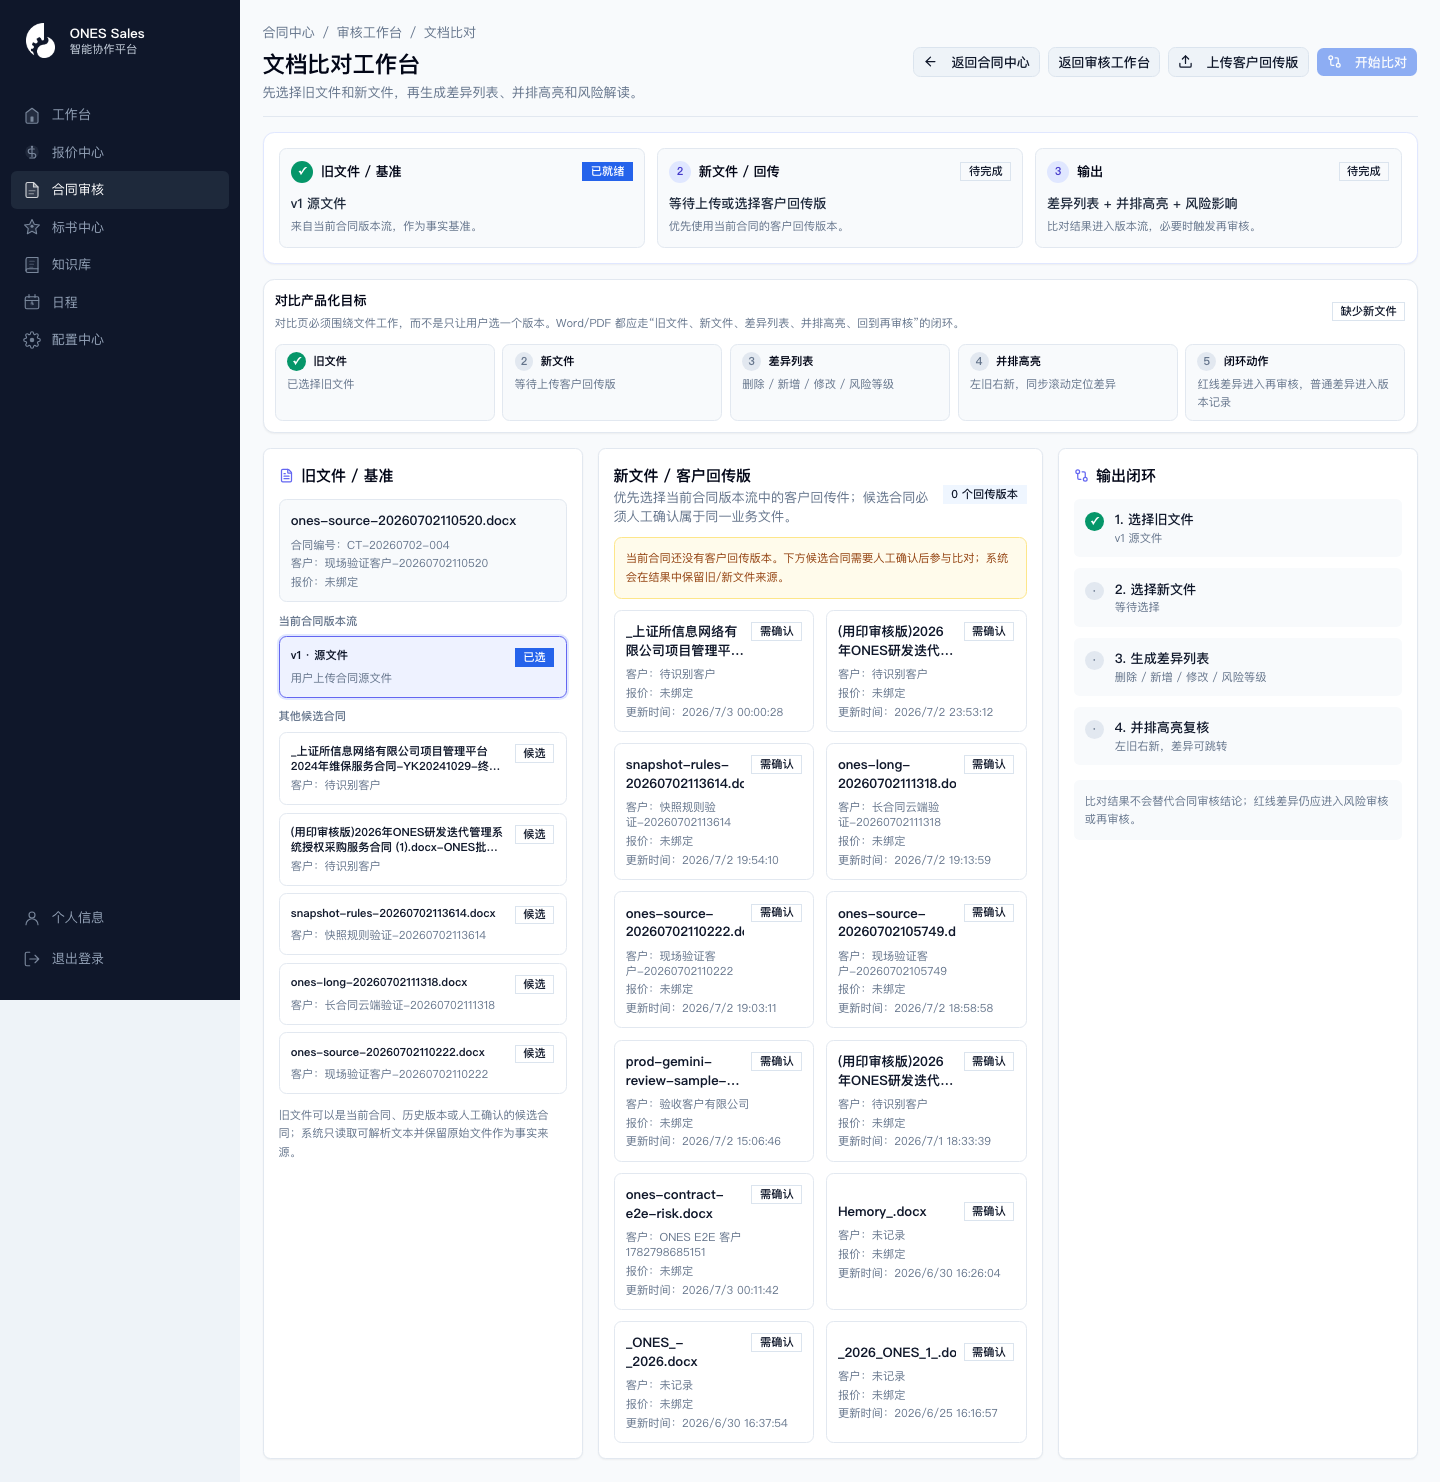 ONES Sales
智能协作平台
工作台
报价中心
合同审核
标书中心
知识库
日程
配置中心
个人信息
退出登录
合同中心 / 审核工作台 / 文档比对
文档比对工作台
先选择旧文件和新文件，再生成差异列表、并排高亮和风险解读。
返回合同中心
返回审核工作台
上传客户回传版
开始比对
旧文件 / 基准
已就绪
v1 源文件
来自当前合同版本流，作为事实基准。
2 新文件 / 回传
待完成
等待上传或选择客户回传版
优先使用当前合同的客户回传版本。
3 输出
待完成
差异列表 + 并排高亮 + 风险影响
比对结果进入版本流，必要时触发再审核。
对比产品化目标
对比页必须围绕文件工作，而不是只让用户选一个版本。Word/PDF 都应走“旧文件、新文件、差异列表、并排高亮、回到再审核”的闭环。
缺少新文件
旧文件
已选择旧文件
2 新文件
等待上传客户回传版
3 差异列表
删除 / 新增 / 修改 / 风险等级
4 并排高亮
左旧右新，同步滚动定位差异
5 闭环动作
红线差异进入再审核，普通差异进入版
本记录
旧文件 / 基准
ones-source-20260702110520.docx
合同编号：CT-20260702-004
客户：现场验证客户-20260702110520
报价：未绑定
当前合同版本流
v1 · 源文件
已选
用户上传合同源文件
其他候选合同
_上证所信息网络有限公司项目管理平台
2024年维保服务合同-YK20241029-终...
候选
客户：待识别客户
(用印审核版)2026年ONES研发迭代管理系
统授权采购服务合同 (1).docx-ONES批...
候选
客户：待识别客户
snapshot-rules-20260702113614.docx
候选
客户：快照规则验证-20260702113614
ones-long-20260702111318.docx
候选
客户：长合同云端验证-20260702111318
ones-source-20260702110222.docx
候选
客户：现场验证客户-20260702110222
旧文件可以是当前合同、历史版本或人工确认的候选合
同；系统只读取可解析文本并保留原始文件作为事实来
源。
新文件 / 客户回传版
优先选择当前合同版本流中的客户回传件；候选合同必
须人工确认属于同一业务文件。
0 个回传版本
当前合同还没有客户回传版本。下方候选合同需要人工确认后参与比对；系统
会在结果中保留旧/新文件来源。
_上证所信息网络有
限公司项目管理平...
需确认
客户：待识别客户
报价：未绑定
更新时间：2026/7/3 00:00:28
(用印审核版)2026
年ONES研发迭代...
需确认
客户：待识别客户
报价：未绑定
更新时间：2026/7/2 23:53:12
snapshot-rules-
20260702113614.dc
需确认
客户：快照规则验
证-20260702113614
报价：未绑定
更新时间：2026/7/2 19:54:10
ones-long-
20260702111318.do
需确认
客户：长合同云端验
证-20260702111318
报价：未绑定
更新时间：2026/7/2 19:13:59
ones-source-
20260702110222.d
需确认
客户：现场验证客
户-20260702110222
报价：未绑定
更新时间：2026/7/2 19:03:11
ones-source-
20260702105749.d
需确认
客户：现场验证客
户-20260702105749
报价：未绑定
更新时间：2026/7/2 18:58:58
prod-gemini-
review-sample-...
需确认
客户：验收客户有限公司
报价：未绑定
更新时间：2026/7/2 15:06:46
(用印审核版)2026
年ONES研发迭代...
需确认
客户：待识别客户
报价：未绑定
更新时间：2026/7/1 18:33:39
ones-contract-
e2e-risk.docx
需确认
客户：ONES E2E 客户
1782798685151
报价：未绑定
更新时间：2026/7/3 00:11:42
Hemory_.docx
需确认
客户：未记录
报价：未绑定
更新时间：2026/6/30 16:26:04
_ONES_-
_2026.docx
需确认
客户：未记录
报价：未绑定
更新时间：2026/6/30 16:37:54
_2026_ONES_1_.do
需确认
客户：未记录
报价：未绑定
更新时间：2026/6/25 16:16:57
输出闭环
1. 选择旧文件
v1 源文件
2. 选择新文件
等待选择
3. 生成差异列表
删除 / 新增 / 修改 / 风险等级
4. 并排高亮复核
左旧右新，差异可跳转
比对结果不会替代合同审核结论；红线差异仍应进入风险审核
或再审核。